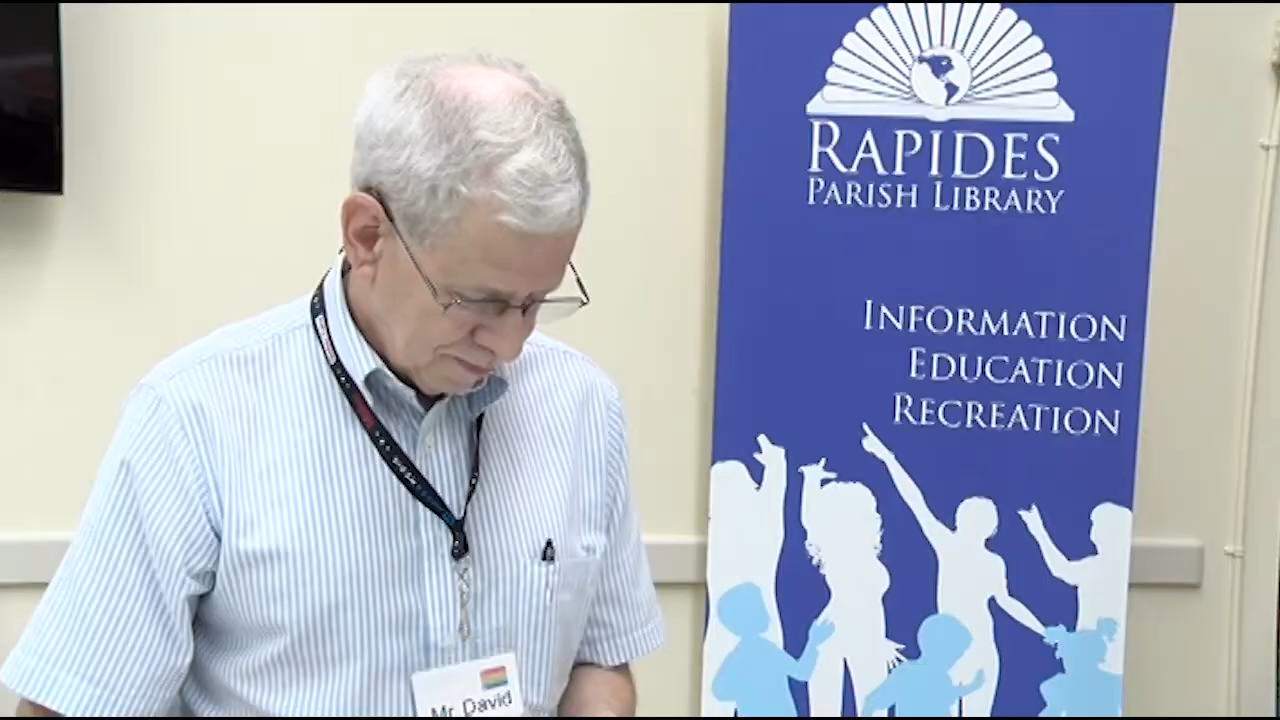 RAPIDES
PARISH LIBRARY
INFORMATION
EDUCATION
RECREATION
Mr. David